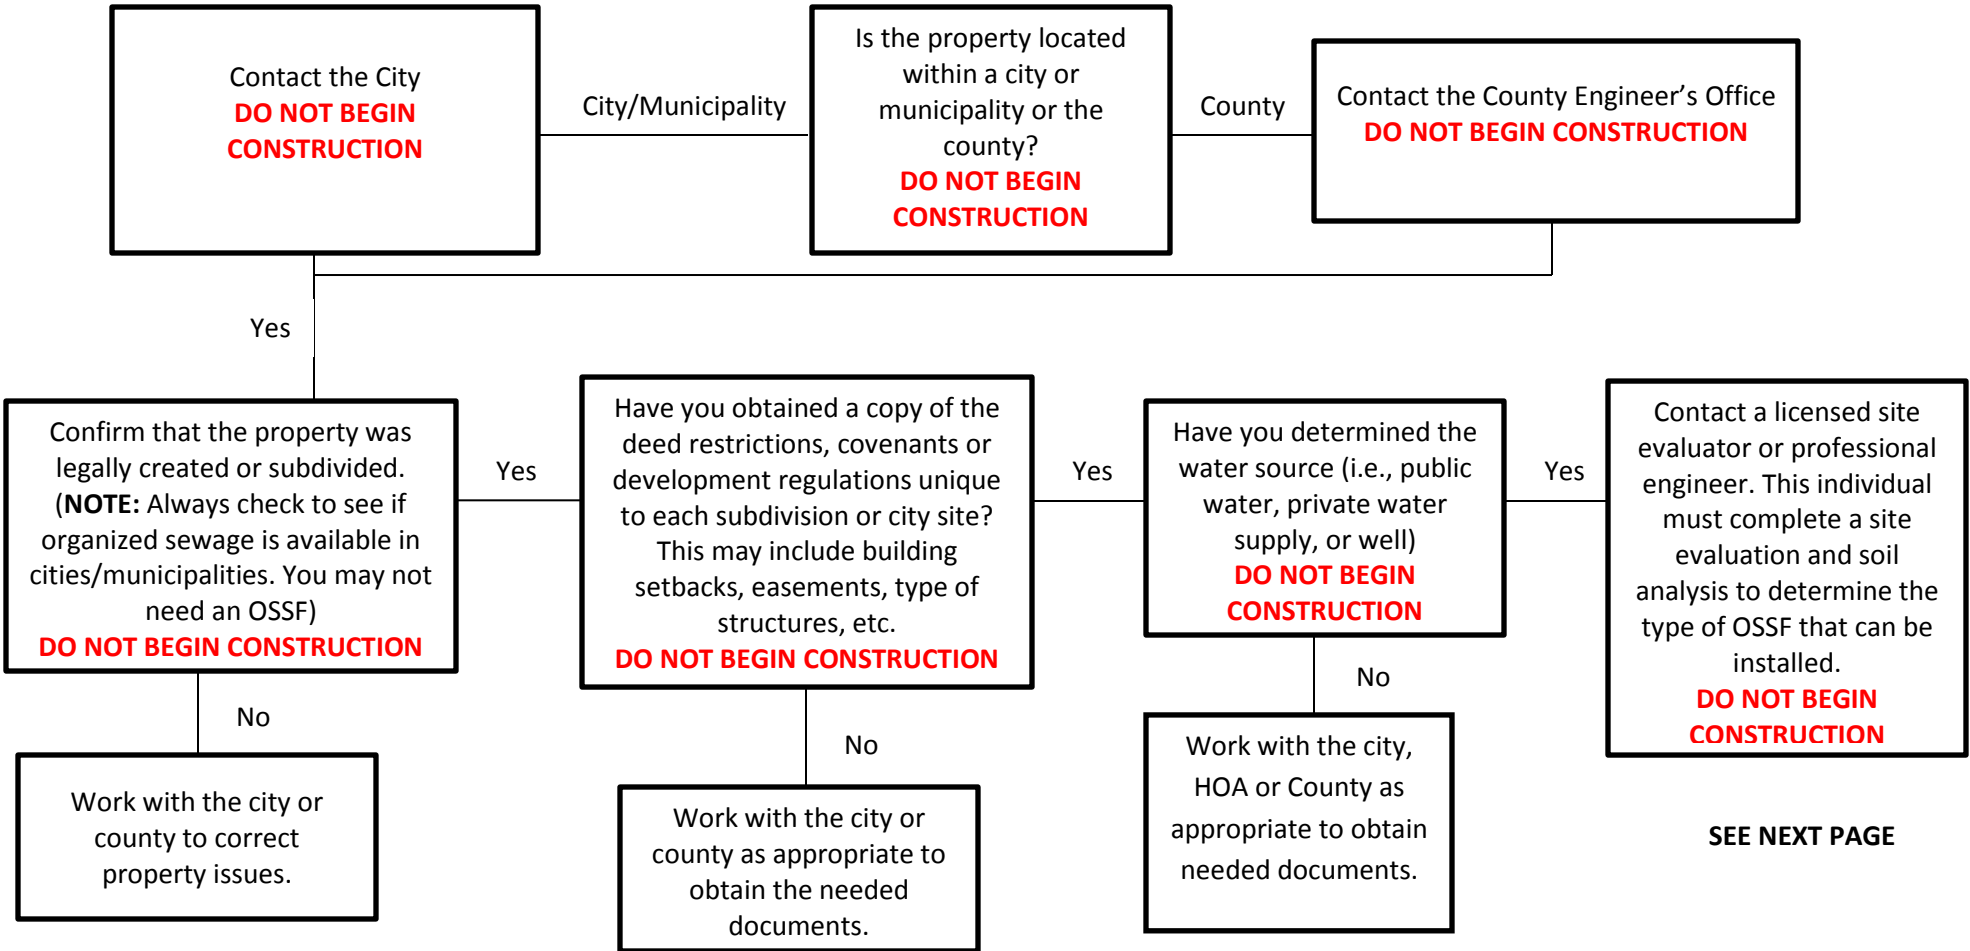 Contact the City
DO NOT BEGIN
CONSTRUCTION
City/Municipality
Is the property located
within a city or
municipality or the
county?
DO NOT BEGIN
CONSTRUCTION
County
Contact the County Engineer’s Office
DO NOT BEGIN CONSTRUCTION
Yes
Confirm that the property was
legally created or subdivided.
(NOTE: Always check to see if
organized sewage is available in
cities/municipalities. You may not
need an OSSF)
DO NOT BEGIN CONSTRUCTION
Yes
Have you obtained a copy of the
deed restrictions, covenants or
development regulations unique
to each subdivision or city site?
This may include building
setbacks, easements, type of
structures, etc.
DO NOT BEGIN CONSTRUCTION
Yes
Have you determined the
water source (i.e., public
water, private water
supply, or well)
DO NOT BEGIN
CONSTRUCTION
Yes
Contact a licensed site
evaluator or professional
engineer. This individual
must complete a site
evaluation and soil
analysis to determine the
type of OSSF that can be
installed.
DO NOT BEGIN
CONSTRUCTION
No
Work with the city or
county to correct
property issues.
No
Work with the city or
county as appropriate to
obtain the needed
documents.
No
Work with the city,
HOA or County as
appropriate to obtain
needed documents.
SEE NEXT PAGE